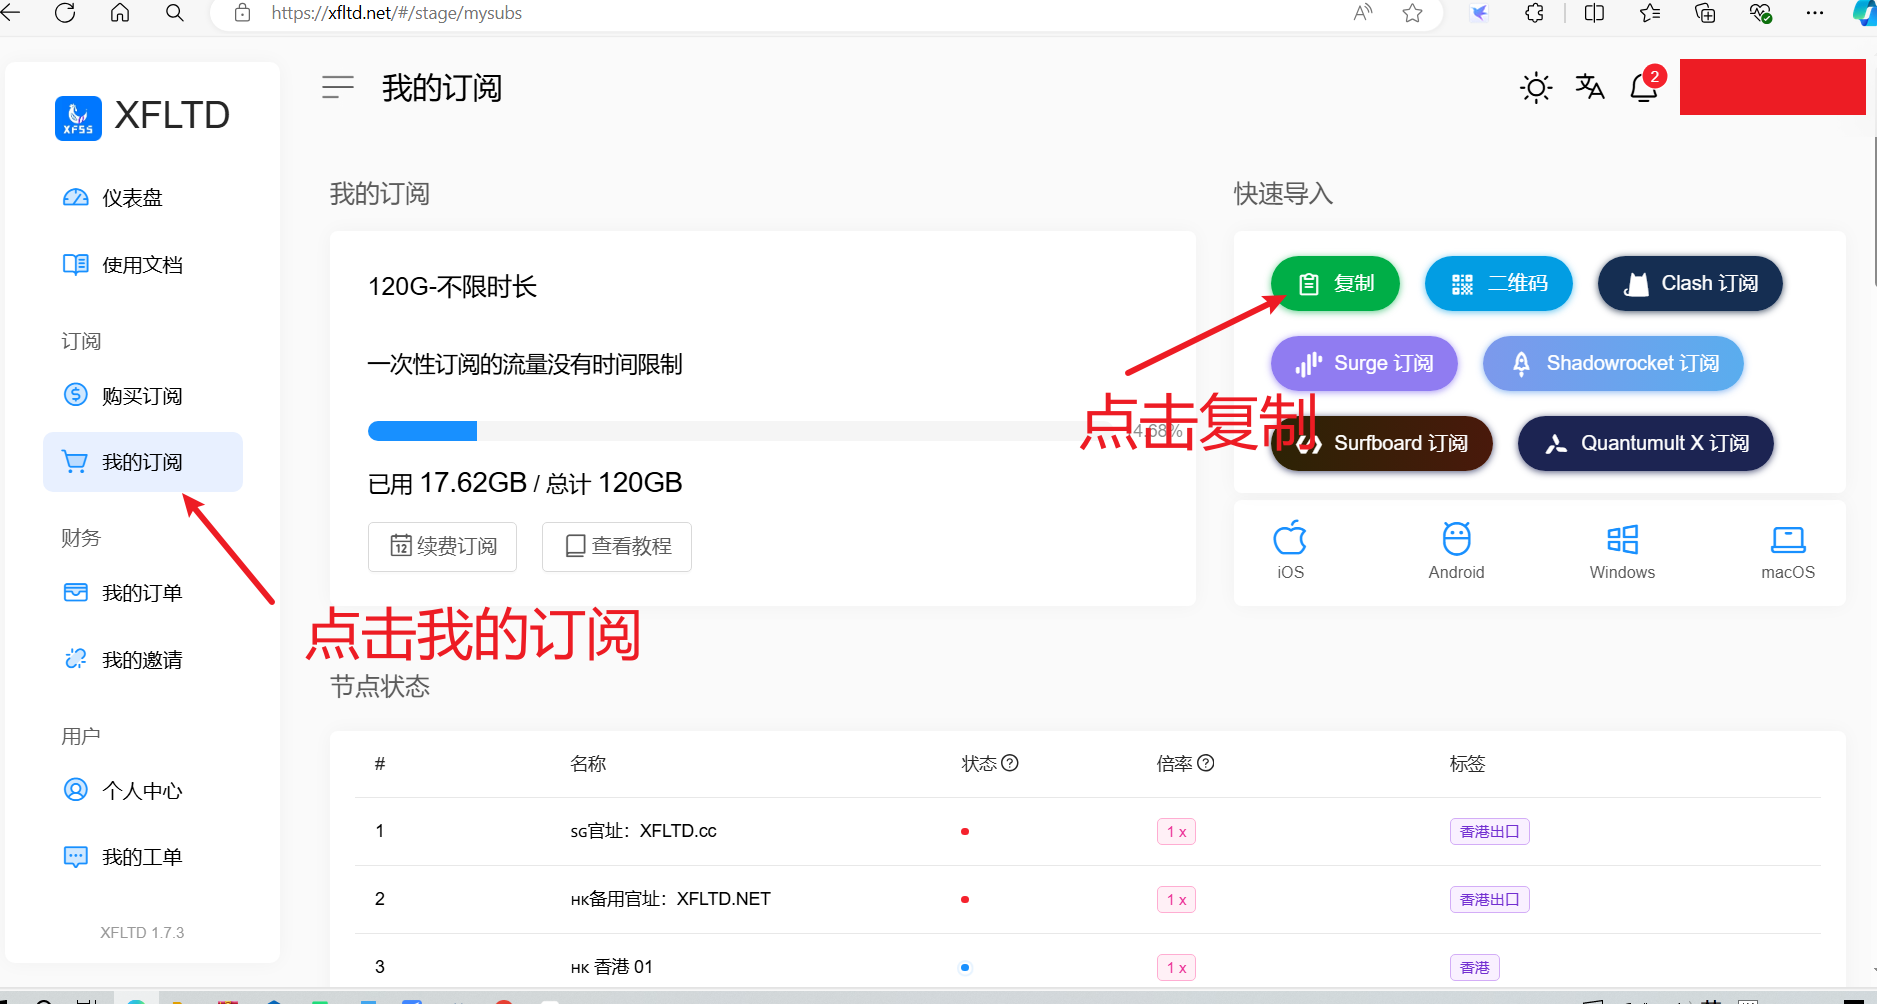 https://xfltd.net/#/stage/mysubs
XFSS
XFLTD
我的订阅
2
仪表盘
使用文档
订阅
购买订阅
我的订阅
财务
我的订单
我的邀请
用户
个人中心
我的工单
XFLTD 1.7.3
我的订阅
120G-不限时长
一次性订阅的流量没有时间限制
4.68%
已用 17.62GB / 总计 120GB
12 续费订阅
查看教程
快速导入
复制
二维码
Clash 订阅
Surge 订阅
Shadowrocket 订阅
Surfboard 订阅
Quantumult X 订阅
点击复制
iOS
Android
Windows
macOS
点击我的订阅
节点状态
# 名称 状态 倍率 标签
1 SG官址：XFLTD.cc 1 x 香港出口
2 HK备用官址：XFLTD.NET 1 x 香港出口
3 HK 香港 01 1 x 香港